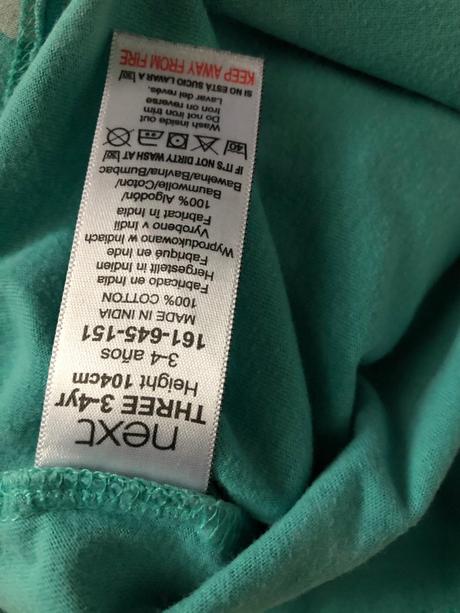 next
THREE 3-4yr
Height 104cm
3-4 años
161-645-151
MADE IN INDIA
100% COTTON
Fabricado en India
Hergestellt in Indien
Fabriqué en Inde
Wyprodukowano w Indiach
Vyrobeno v Indii
Fabricat în India
100% Algodón/
Baumwolle/Coton/
Bawełna/Bavlna/Bumbac
IF IT'S NOT DIRTY WASH AT 30
40
Wash inside out
Do not iron trim
Iron on reverse
Lavar del revés.
SI NO ESTÁ SUCIO LAVAR A 30
KEEP AWAY FROM FIRE